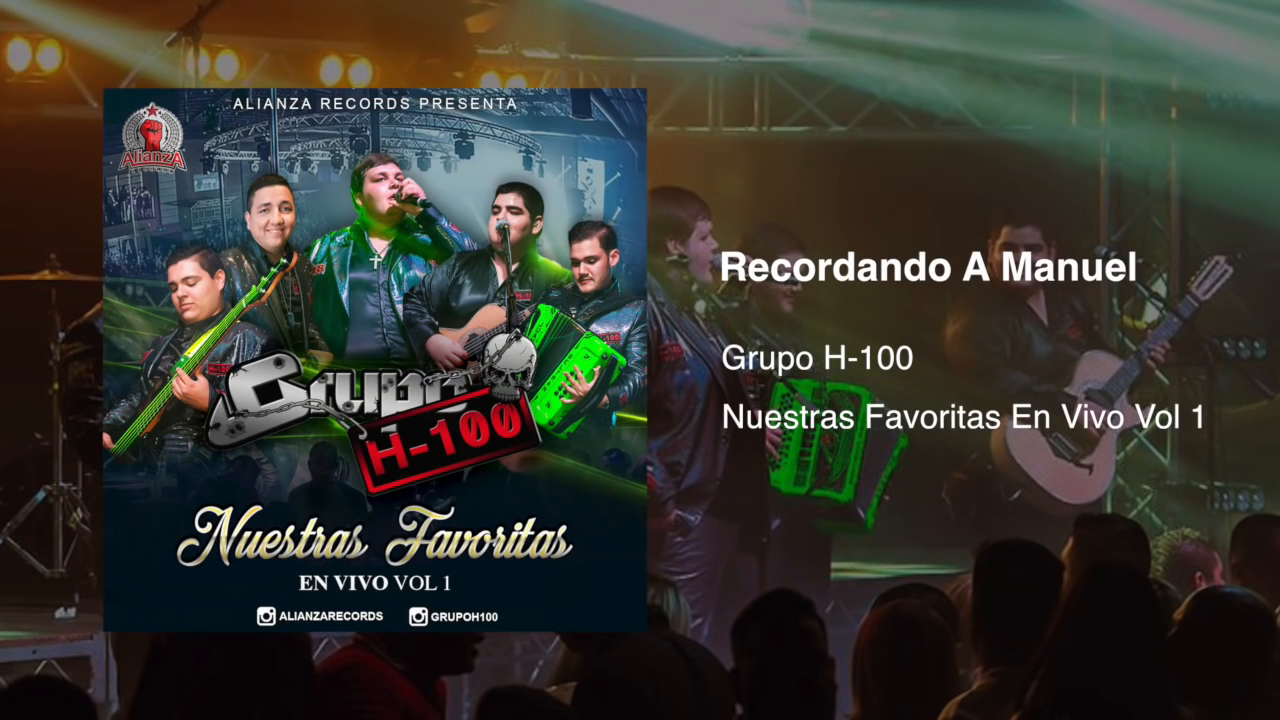 ALIANZA RECORDS PRESENTA
AlianzA
Grupo
H-100
Nuestras Favoritas
EN VIVO VOL 1
ALIANZARECORDS GRUPOH100
Recordando A Manuel
Grupo H-100
Nuestras Favoritas En Vivo Vol 1